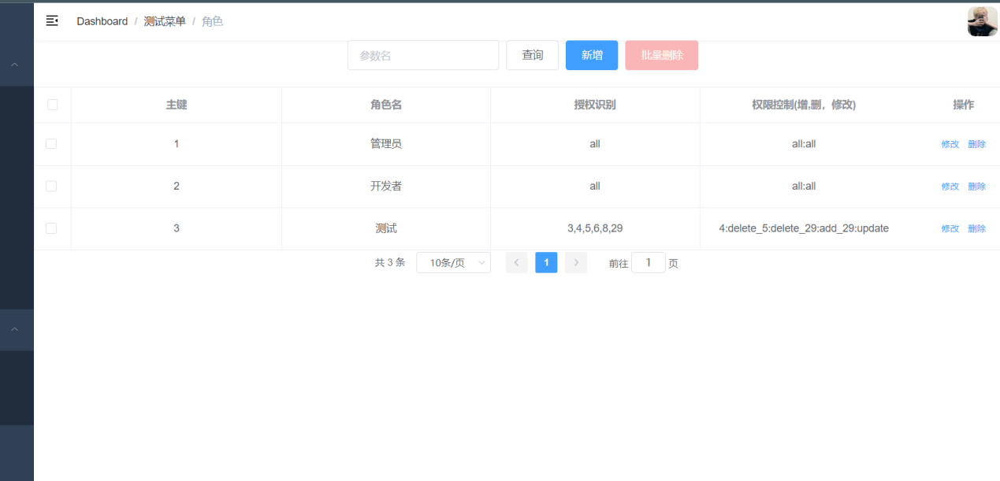 Dashboard / 测试菜单 / 角色
参数名 查询 新增 批量删除
主键 角色名 授权识别 权限控制(增,删，修改) 操作
1 管理员 all all:all 修改 删除
2 开发者 all all:all 修改 删除
3 测试 3,4,5,6,8,29 4:delete_5:delete_29:add_29:update 修改 删除
共 3 条 10条/页 1 前往 1 页